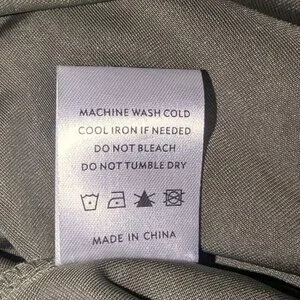 MACHINE WASH COLD
COOL IRON IF NEEDED
DO NOT BLEACH
DO NOT TUMBLE DRY
MADE IN CHINA